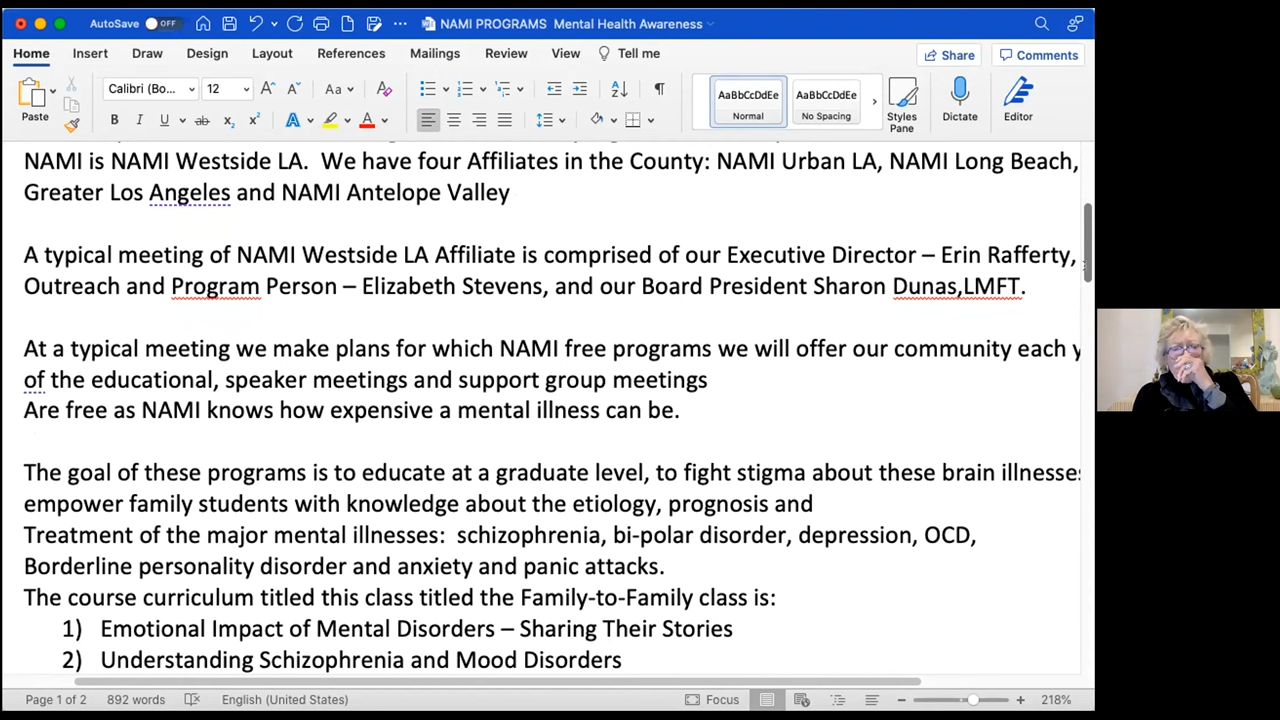 AutoSave OFF NAMI PROGRAMS Mental Health Awareness
Home Insert Draw Design Layout References Mailings Review View Tell me Share Comments
Paste Calibri (Bo... 12 AaBbCcDdEe Normal AaBbCcDdEe No Spacing Styles Pane Dictate Editor
NAMI is NAMI Westside LA. We have four Affiliates in the County: NAMI Urban LA, NAMI Long Beach,
Greater Los Angeles and NAMI Antelope Valley
A typical meeting of NAMI Westside LA Affiliate is comprised of our Executive Director – Erin Rafferty,
Outreach and Program Person – Elizabeth Stevens, and our Board President Sharon Dunas,LMFT.
At a typical meeting we make plans for which NAMI free programs we will offer our community each y
of the educational, speaker meetings and support group meetings
Are free as NAMI knows how expensive a mental illness can be.
The goal of these programs is to educate at a graduate level, to fight stigma about these brain illnesses
empower family students with knowledge about the etiology, prognosis and
Treatment of the major mental illnesses: schizophrenia, bi-polar disorder, depression, OCD,
Borderline personality disorder and anxiety and panic attacks.
The course curriculum titled this class titled the Family-to-Family class is:
1) Emotional Impact of Mental Disorders – Sharing Their Stories
2) Understanding Schizophrenia and Mood Disorders
Page 1 of 2 892 words English (United States) Focus 218%